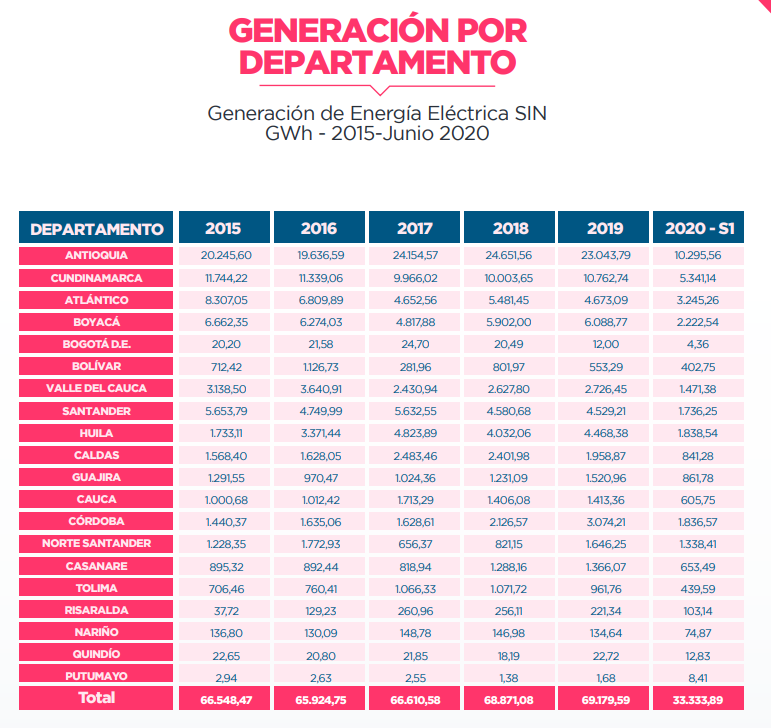 GENERACIÓN POR
DEPARTAMENTO
Generación de Energía Eléctrica SIN
GWh - 2015-Junio 2020
DEPARTAMENTO 2015 2016 2017 2018 2019 2020 - S1
ANTIOQUIA 20.245,60 19.636,59 24.154,57 24.651,56 23.043,79 10.295,56
CUNDINAMARCA 11.744,22 11.339,06 9.966,02 10.003,65 10.762,74 5.341,14
ATLÁNTICO 8.307,05 6.809,89 4.652,56 5.481,45 4.673,09 3.245,26
BOYACÁ 6.662,35 6.274,03 4.817,88 5.902,00 6.088,77 2.222,54
BOGOTÁ D.E. 20,20 21,58 24,70 20,49 12,00 4,36
BOLÍVAR 712,42 1.126,73 281,96 801,97 553,29 402,75
VALLE DEL CAUCA 3.138,50 3.640,91 2.430,94 2.627,80 2.726,45 1.471,38
SANTANDER 5.653,79 4.749,99 5.632,55 4.580,68 4.529,21 1.736,25
HUILA 1.733,11 3.371,44 4.823,89 4.032,06 4.468,38 1.838,54
CALDAS 1.568,40 1.628,05 2.483,46 2.401,98 1.958,87 841,28
GUAJIRA 1.291,55 970,47 1.024,36 1.231,09 1.520,96 861,78
CAUCA 1.000,68 1.012,42 1.713,29 1.406,08 1.413,36 605,75
CÓRDOBA 1.440,37 1.635,06 1.628,61 2.126,57 3.074,21 1.836,57
NORTE SANTANDER 1.228,35 1.772,93 656,37 821,15 1.646,25 1.338,41
CASANARE 895,32 892,44 818,94 1.288,16 1.366,07 653,49
TOLIMA 706,46 760,41 1.066,33 1.071,72 961,76 439,59
RISARALDA 37,72 129,23 260,96 256,11 221,34 103,14
NARIÑO 136,80 130,09 148,78 146,98 134,64 74,87
QUINDÍO 22,65 20,80 21,85 18,19 22,72 12,83
PUTUMAYO 2,94 2,63 2,55 1,38 1,68 8,41
Total 66.548,47 65.924,75 66.610,58 68.871,08 69.179,59 33.333,89